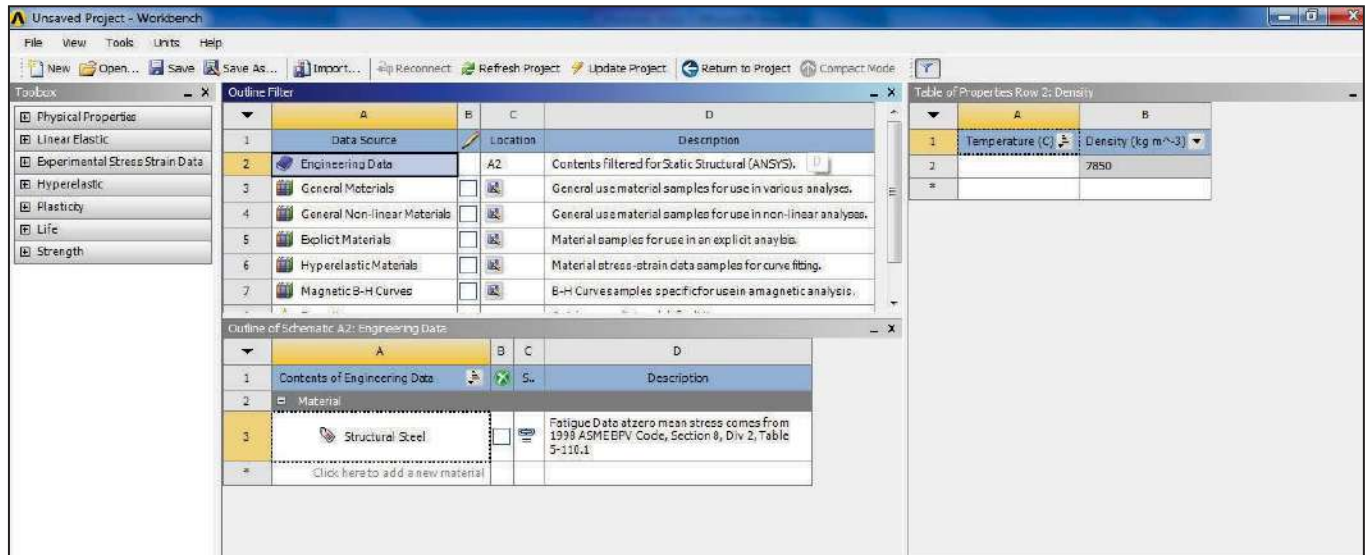 Unsaved Project - Workbench
File View Tools Units Help
New Open... Save Save As... Import... Reconnect Refresh Project Update Project Return to Project Compact Mode
Toolbox
Physical Properties
Linear Elastic
Experimental Stress Strain Data
Hyperelastic
Plasticity
Life
Strength
Outline Filter
A B C D
1 Data Source Location Description
2 Engineering Data A2 Contents filtered for Static Structural (ANSYS). D
3 General Materials General use material samples for use in various analyses.
4 General Non-linear Materials General use material samples for use in non-linear analyses.
5 Explicit Materials Material samples for use in an explicit anaylsis.
6 Hyperelastic Materials Material stress-strain data samples for curve fitting.
7 Magnetic B-H Curves B-H Curve samples specific for use in a magnetic analysis.
Outline of Schematic A2: Engineering Data
A B C D
1 Contents of Engineering Data S.. Description
2 Material
3 Structural Steel Fatigue Data at zero mean stress comes from
1998 ASME BPV Code, Section 8, Div 2, Table
5-110.1
* Click here to add a new material
Table of Properties Row 2: Density
A B
1 Temperature (C) Density (kg m^-3)
2 7850
*